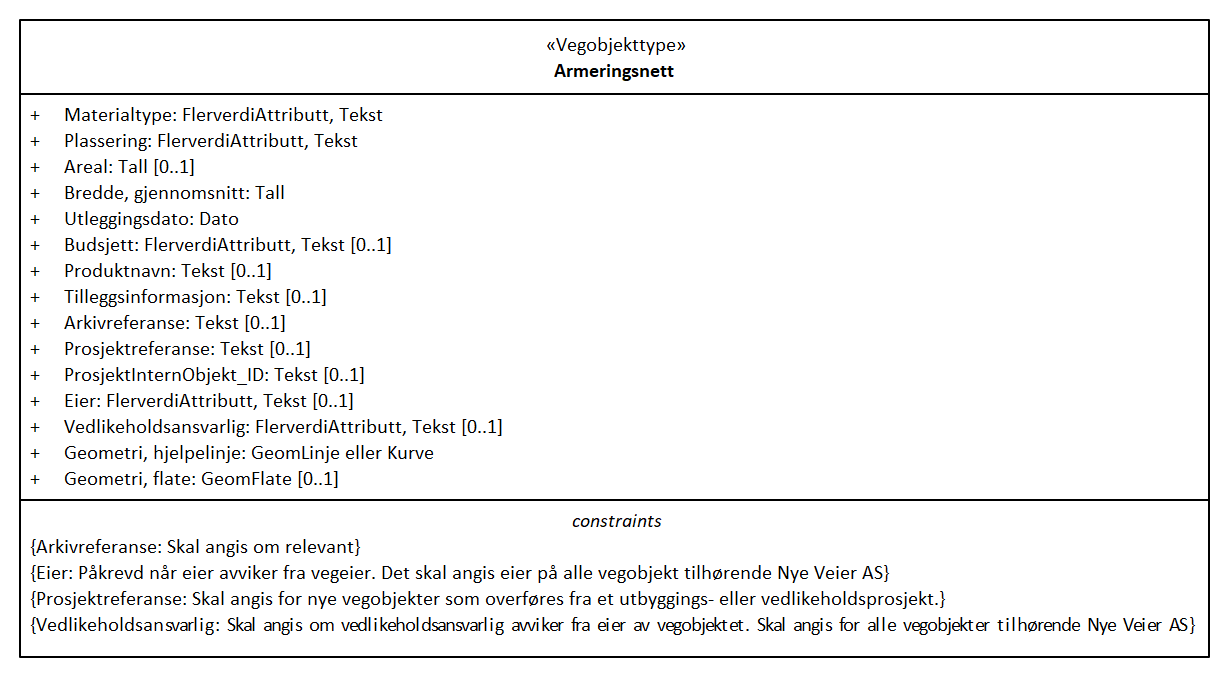 «Vegobjekttype»
Armeringsnett
+ Materialtype: FlerverdiAttributt, Tekst
+ Plassering: FlerverdiAttributt, Tekst
+ Areal: Tall [0..1]
+ Bredde, gjennomsnitt: Tall
+ Utleggingsdato: Dato
+ Budsjett: FlerverdiAttributt, Tekst [0..1]
+ Produktnavn: Tekst [0..1]
+ Tilleggsinformasjon: Tekst [0..1]
+ Arkivreferanse: Tekst [0..1]
+ Prosjektreferanse: Tekst [0..1]
+ ProsjektInternObjekt_ID: Tekst [0..1]
+ Eier: FlerverdiAttributt, Tekst [0..1]
+ Vedlikeholdsansvarlig: FlerverdiAttributt, Tekst [0..1]
+ Geometri, hjelpelinje: GeomLinje eller Kurve
+ Geometri, flate: GeomFlate [0..1]
constraints
{Arkivreferanse: Skal angis om relevant}
{Eier: Påkrevd når eier avviker fra vegeier. Det skal angis eier på alle vegobjekt tilhørende Nye Veier AS}
{Prosjektreferanse: Skal angis for nye vegobjekter som overføres fra et utbyggings- eller vedlikeholdsprosjekt.}
{Vedlikeholdsansvarlig: Skal angis om vedlikeholdsansvarlig avviker fra eier av vegobjektet. Skal angis for alle vegobjekter tilhørende Nye Veier AS}